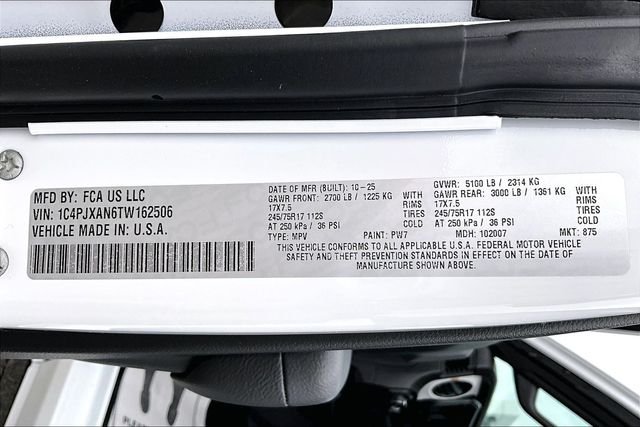 MFD BY: FCA US LLC
VIN: 1C4PJXAN6TW162506
VEHICLE MADE IN: U.S.A.
DATE OF MFR (BUILT): 10-25
GAWR FRONT: 2700 LB / 1225 KG WITH
17X7.5 RIMS
245/75R17 112S TIRES
AT 250 kPa / 36 PSI COLD
TYPE: MPV PAINT: PW7
GVWR: 5100 LB / 2314 KG
GAWR REAR: 3000 LB / 1361 KG WITH
17X7.5 RIMS
245/75R17 112S TIRES
AT 250 kPa / 36 PSI COLD
MDH: 102007 MKT: 875
THIS VEHICLE CONFORMS TO ALL APPLICABLE U.S.A. FEDERAL MOTOR VEHICLE
SAFETY AND THEFT PREVENTION STANDARDS IN EFFECT ON THE DATE OF
MANUFACTURE SHOWN ABOVE.